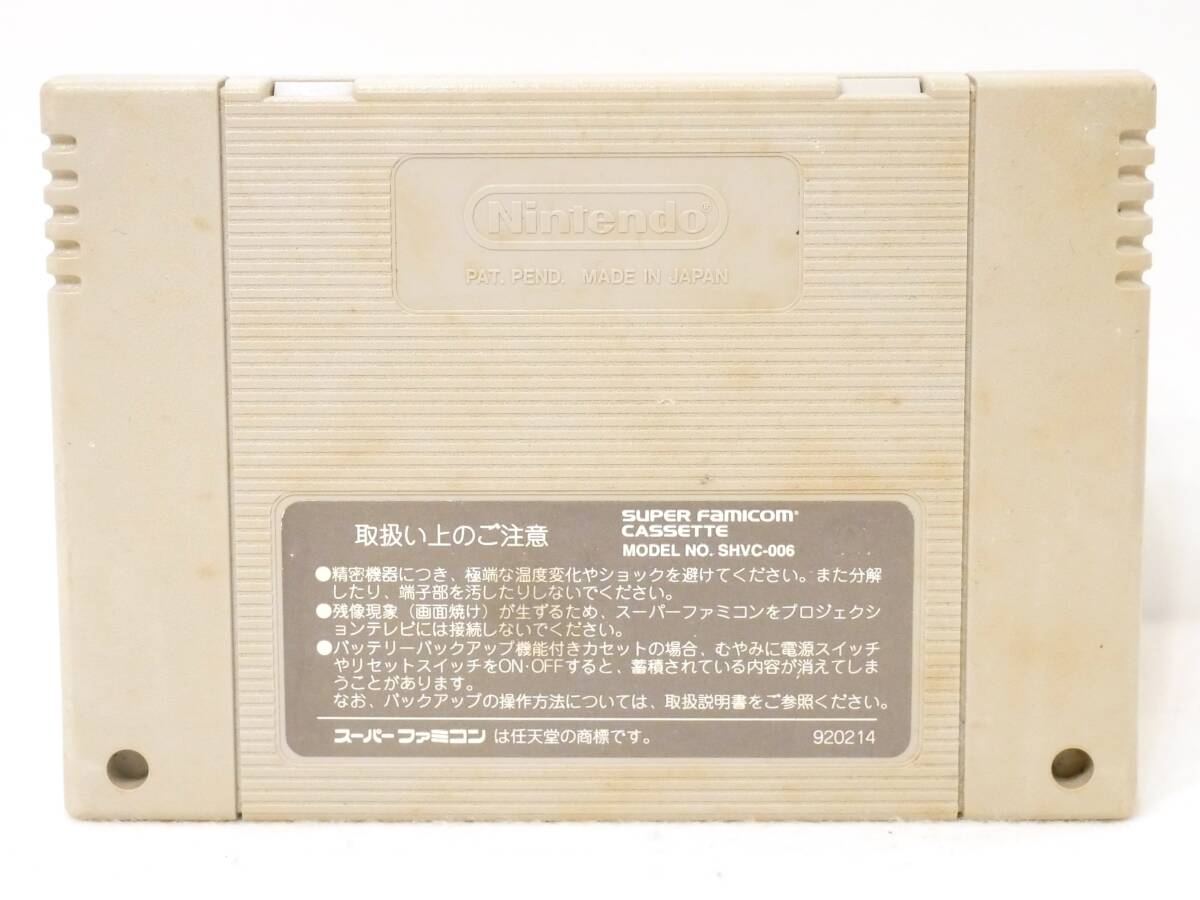 Nintendo®
PAT. PEND. MADE IN JAPAN
取扱い上のご注意
SUPER FAMICOM
CASSETTE
MODEL NO. SHVC-006
●精密機器につき、極端な温度変化やショックを避けてください。また分解
したり、端子部を汚したりしないでください。
●残像現象（画面焼け）が生ずるため、スーパーファミコンをプロジェクシ
ョンテレビには接続しないでください。
●バッテリーバックアップ機能付きカセットの場合、むやみに電源スイッチ
やリセットスイッチをON・OFFすると、蓄積されている内容が消えてしま
うことがあります。
なお、バックアップの操作方法については、取扱説明書をご参照ください。
スーパーファミコン は任天堂の商標です。
920214